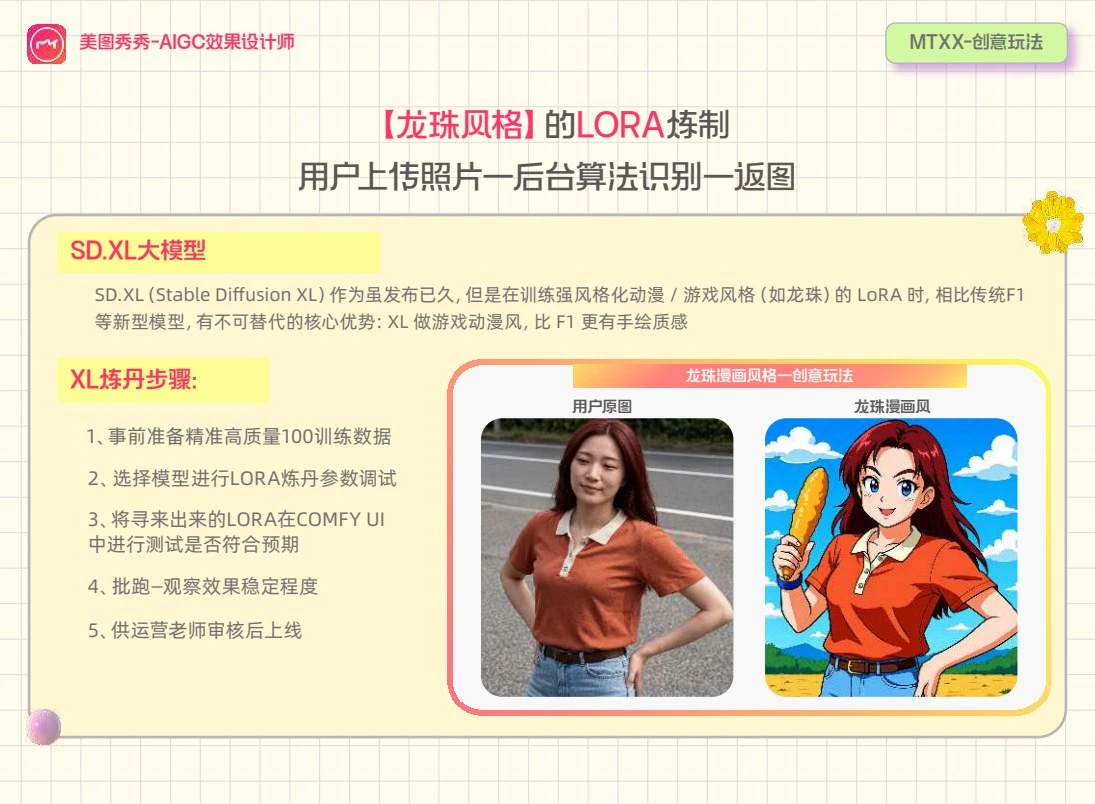 美图秀秀-AIGC效果设计师
MTXX-创意玩法
【龙珠风格】的LORA炼制
用户上传照片一后台算法识别一返图
SD.XL大模型
SD.XL (Stable Diffusion XL) 作为虽发布已久, 但是在训练强风格化动漫 / 游戏风格 (如龙珠) 的 LoRA 时, 相比传统F1
等新型模型, 有不可替代的核心优势: XL 做游戏动漫风, 比 F1 更有手绘质感
XL炼丹步骤:
1、事前准备精准高质量100训练数据
2、选择模型进行LORA炼丹参数调试
3、将寻来出来的LORA在COMFY UI
中进行测试是否符合预期
4、批跑—观察效果稳定程度
5、供运营老师审核后上线
龙珠漫画风格一创意玩法
用户原图
龙珠漫画风